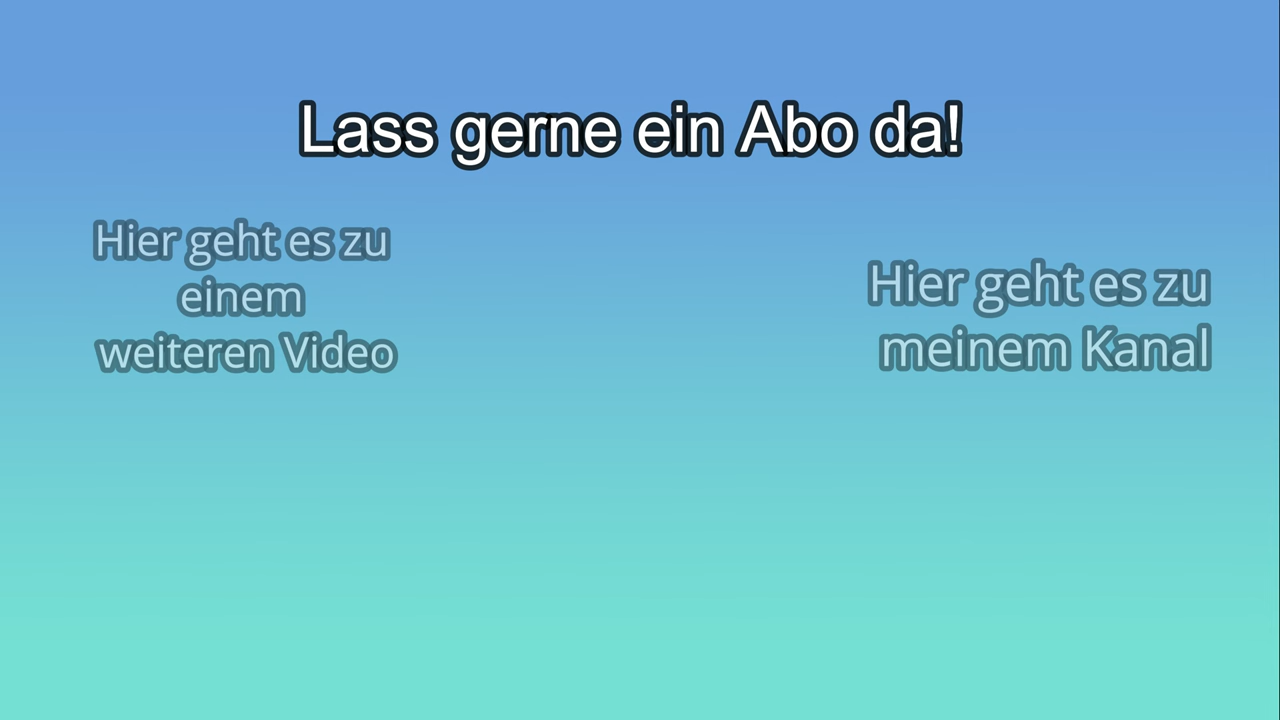 Lass gerne ein Abo da!
Hier geht es zu
einem
weiteren Video
Hier geht es zu
meinem Kanal